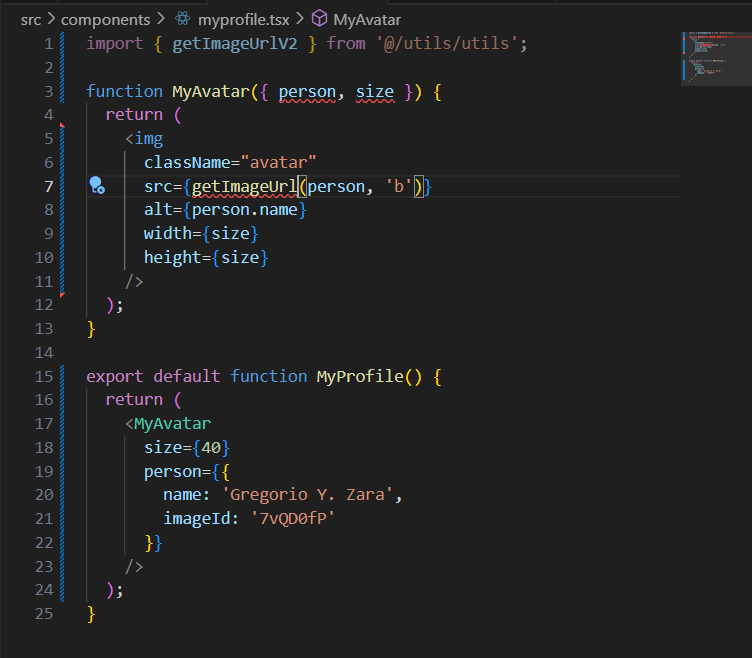 src > components > myprofile.tsx > MyAvatar
1 import { getImageUrlV2 } from '@/utils/utils';
2
3 function MyAvatar({ person, size }) {
4 return (
5 <img
6 className="avatar"
7 src={getImageUrl(person, 'b')}
8 alt={person.name}
9 width={size}
10 height={size}
11 />
12 );
13 }
14
15 export default function MyProfile() {
16 return (
17 <MyAvatar
18 size={40}
19 person={{
20 name: 'Gregorio Y. Zara',
21 imageId: '7vQD0fP'
22 }}
23 />
24 );
25 }